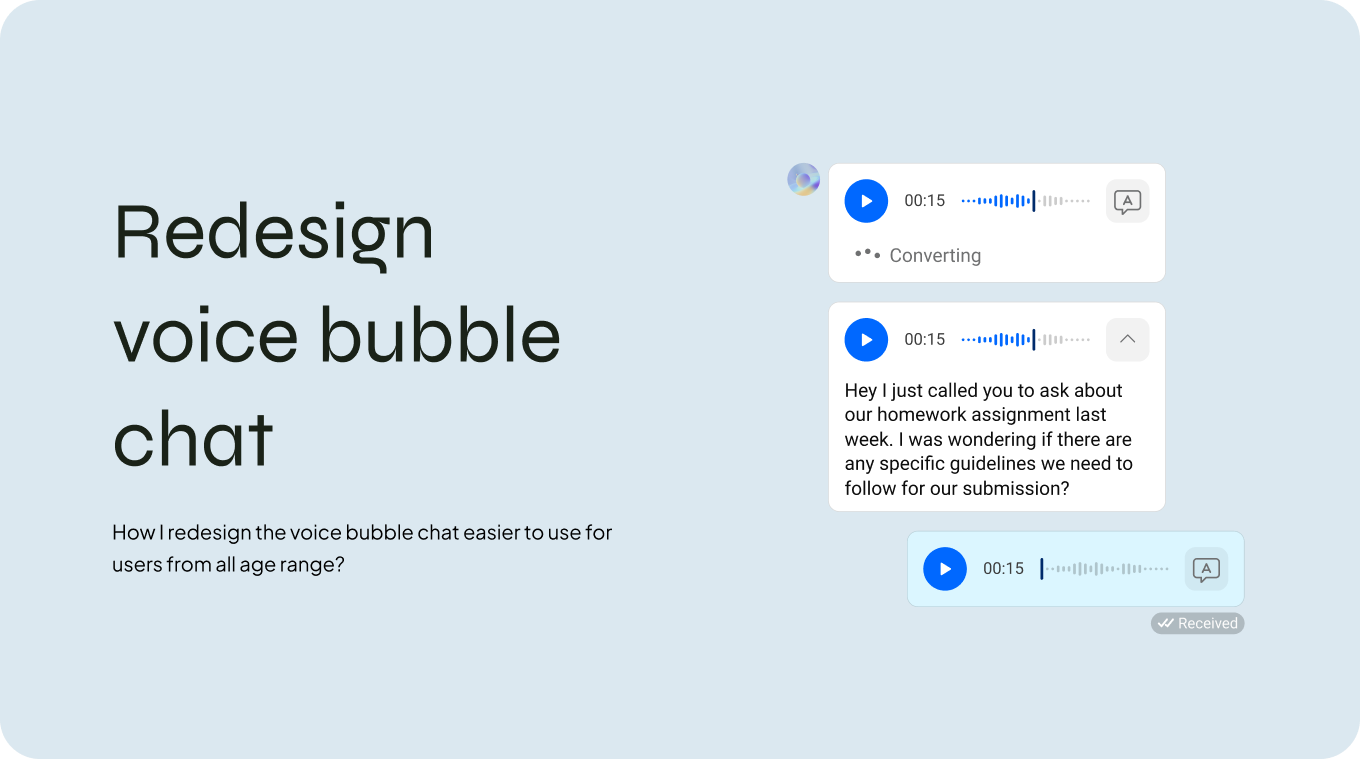 Redesign
voice bubble
chat
How I redesign the voice bubble chat easier to use for
users from all age range?
00:15
A
Converting
00:15
Hey I just called you to ask about
our homework assignment last
week. I was wondering if there are
any specific guidelines we need to
follow for our submission?
00:15
A
Received